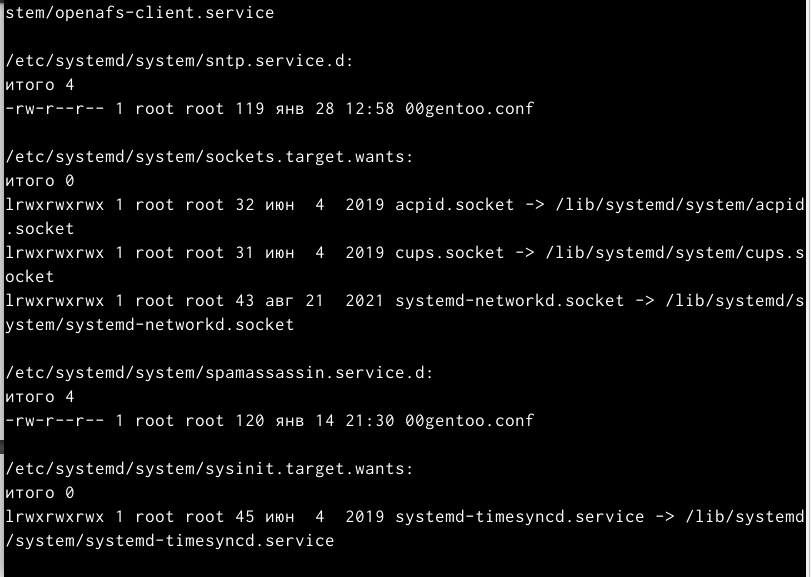 stem/openafs-client.service
/etc/systemd/system/sntp.service.d:
итого 4
-rw-r--r-- 1 root root 119 янв 28 12:58 00gentoo.conf
/etc/systemd/system/sockets.target.wants:
итого 0
lrwxrwxrwx 1 root root 32 июн  4  2019 acpid.socket -> /lib/systemd/system/acpid
.socket
lrwxrwxrwx 1 root root 31 июн  4  2019 cups.socket -> /lib/systemd/system/cups.s
ocket
lrwxrwxrwx 1 root root 43 авг 21  2021 systemd-networkd.socket -> /lib/systemd/s
ystem/systemd-networkd.socket
/etc/systemd/system/spamassassin.service.d:
итого 4
-rw-r--r-- 1 root root 120 янв 14 21:30 00gentoo.conf
/etc/systemd/system/sysinit.target.wants:
итого 0
lrwxrwxrwx 1 root root 45 июн  4  2019 systemd-timesyncd.service -> /lib/systemd
/system/systemd-timesyncd.service